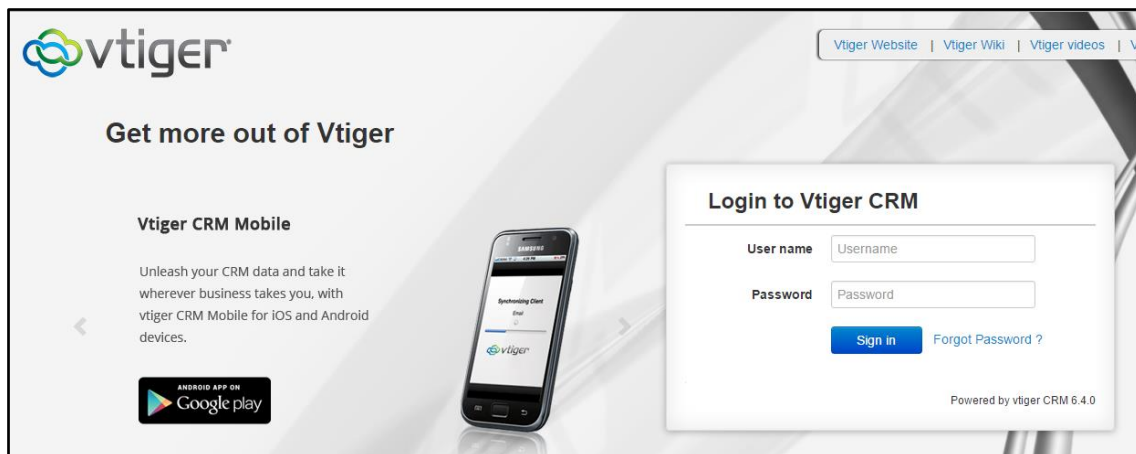 vtiger
Vtiger Website | Vtiger Wiki | Vtiger videos | V
Get more out of Vtiger
Vtiger CRM Mobile
Unleash your CRM data and take it
wherever business takes you, with
vtiger CRM Mobile for iOS and Android
devices.
ANDROID APP ON
Google play
SAMSUNG
Synchronizing Client
Email
vtiger
Login to Vtiger CRM
User name Username
Password Password
Sign in Forgot Password ?
Powered by vtiger CRM 6.4.0